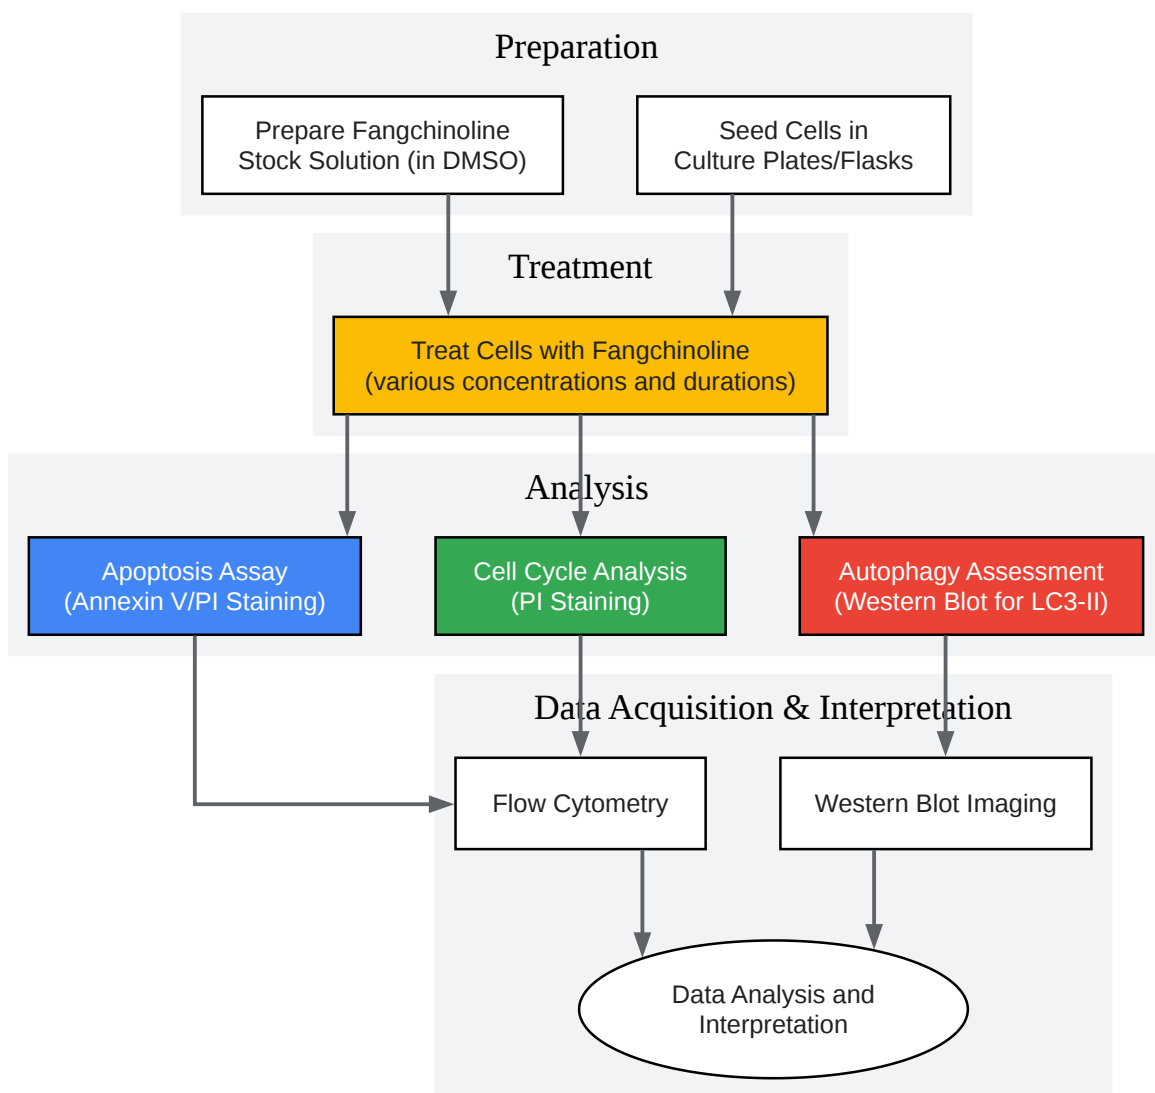 Preparation
Prepare Fangchinoline
Stock Solution (in DMSO)
Seed Cells in
Culture Plates/Flasks
Treatment
Treat Cells with Fangchinoline
(various concentrations and durations)
Analysis
Apoptosis Assay
(Annexin V/PI Staining)
Cell Cycle Analysis
(PI Staining)
Autophagy Assessment
(Western Blot for LC3-II)
Data Acquisition & Interpretation
Flow Cytometry
Western Blot Imaging
Data Analysis and
Interpretation